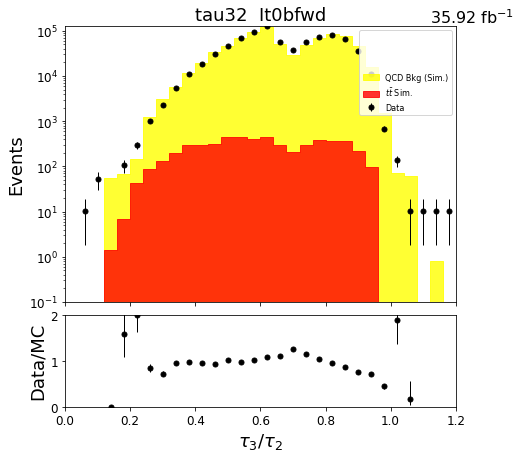 tau32 lt0bfwd
35.92 fb⁻¹
QCD Bkg (Sim.)
tt̄ Sim.
Data
Events
10⁵
10⁴
10³
10²
10¹
10⁰
10⁻¹
Data/MC
2
1
0
0.0 0.2 0.4 0.6 0.8 1.0 1.2
τ₃/τ₂